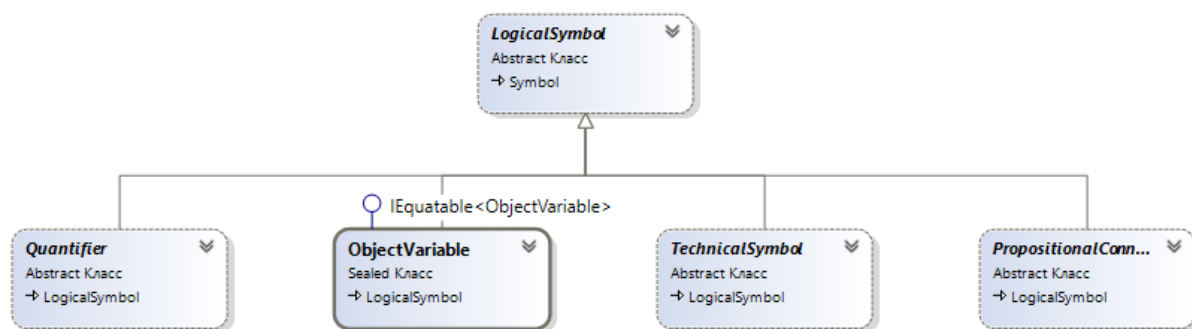 LogicalSymbol
Abstract Класс
Symbol
IEquatable<ObjectVariable>
Quantifier
Abstract Класс
LogicalSymbol
ObjectVariable
Sealed Класс
LogicalSymbol
TechnicalSymbol
Abstract Класс
LogicalSymbol
PropositionalConn...
Abstract Класс
LogicalSymbol